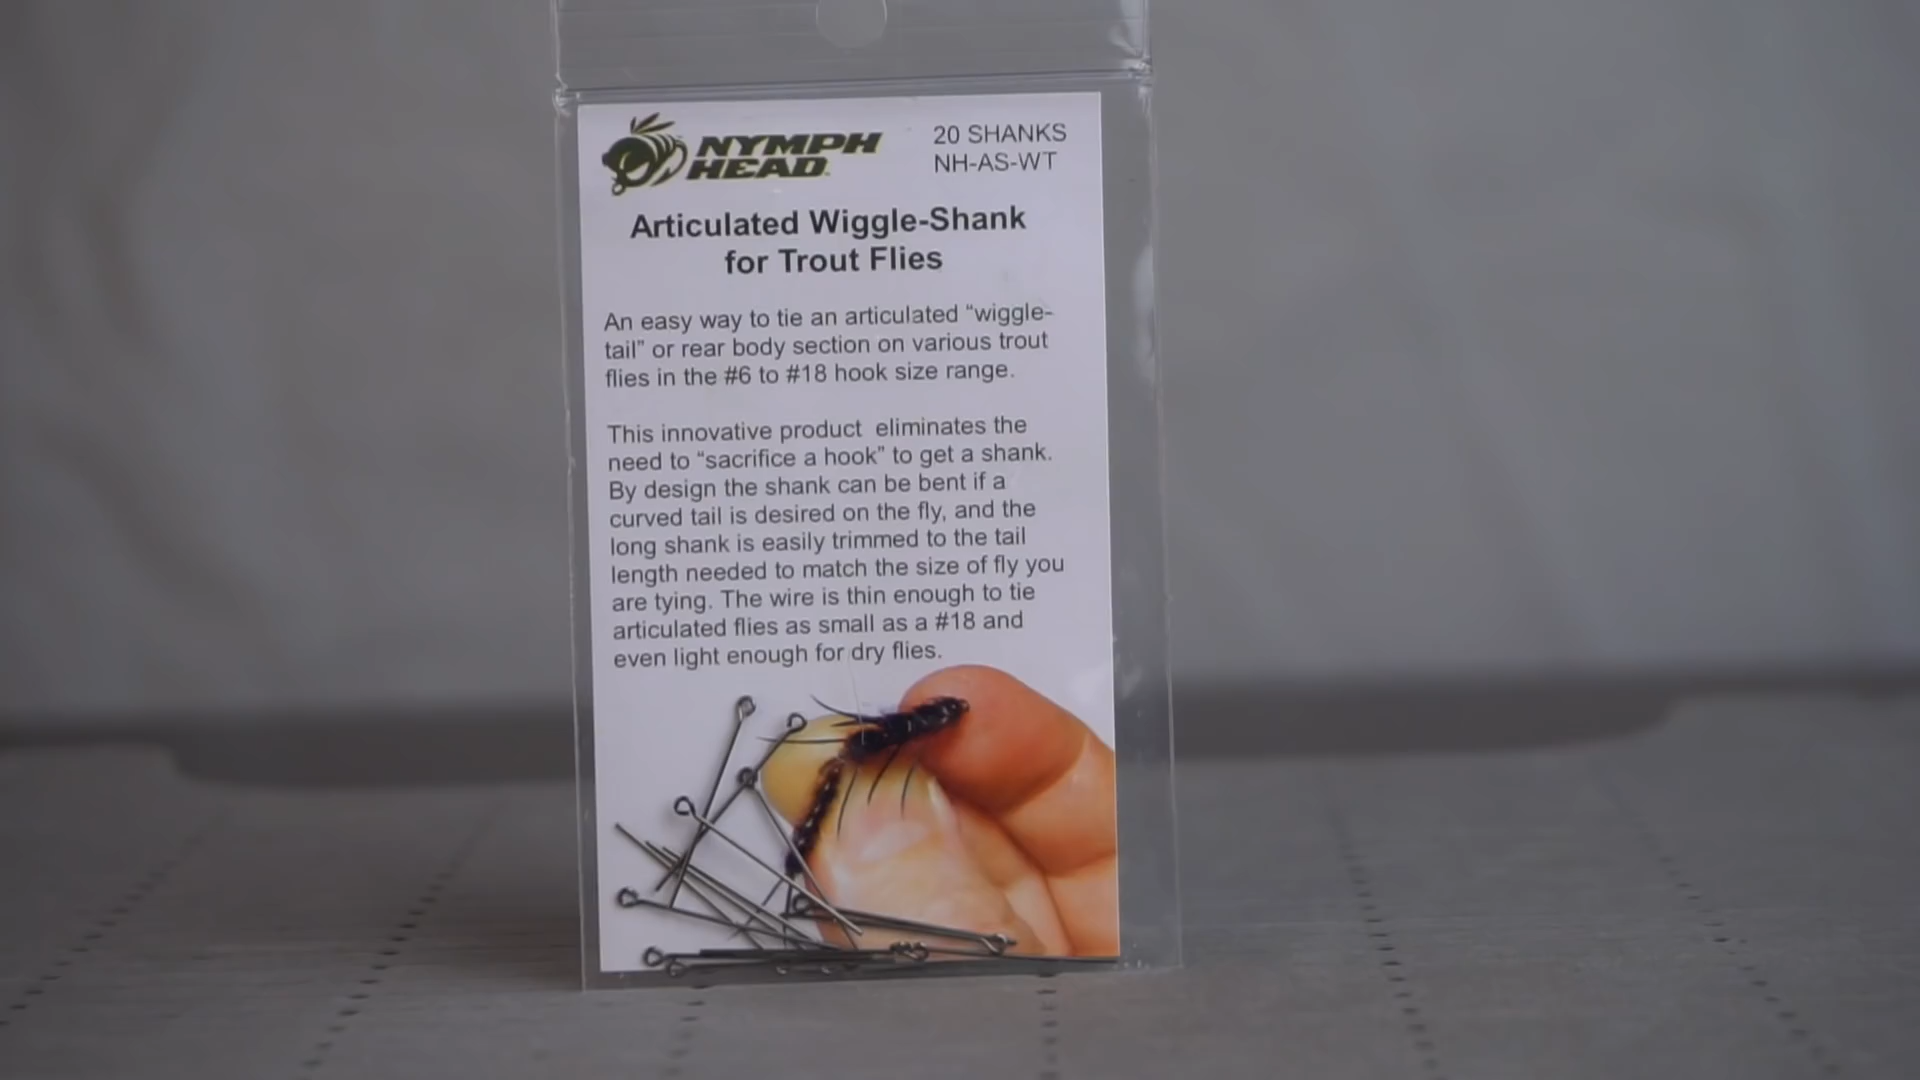 NYMPH
HEAD
20 SHANKS
NH-AS-WT
Articulated Wiggle-Shank
for Trout Flies
An easy way to tie an articulated “wiggle-
tail” or rear body section on various trout
flies in the #6 to #18 hook size range.
This innovative product eliminates the
need to “sacrifice a hook” to get a shank.
By design the shank can be bent if a
curved tail is desired on the fly, and the
long shank is easily trimmed to the tail
length needed to match the size of fly you
are tying. The wire is thin enough to tie
articulated flies as small as a #18 and
even light enough for dry flies.